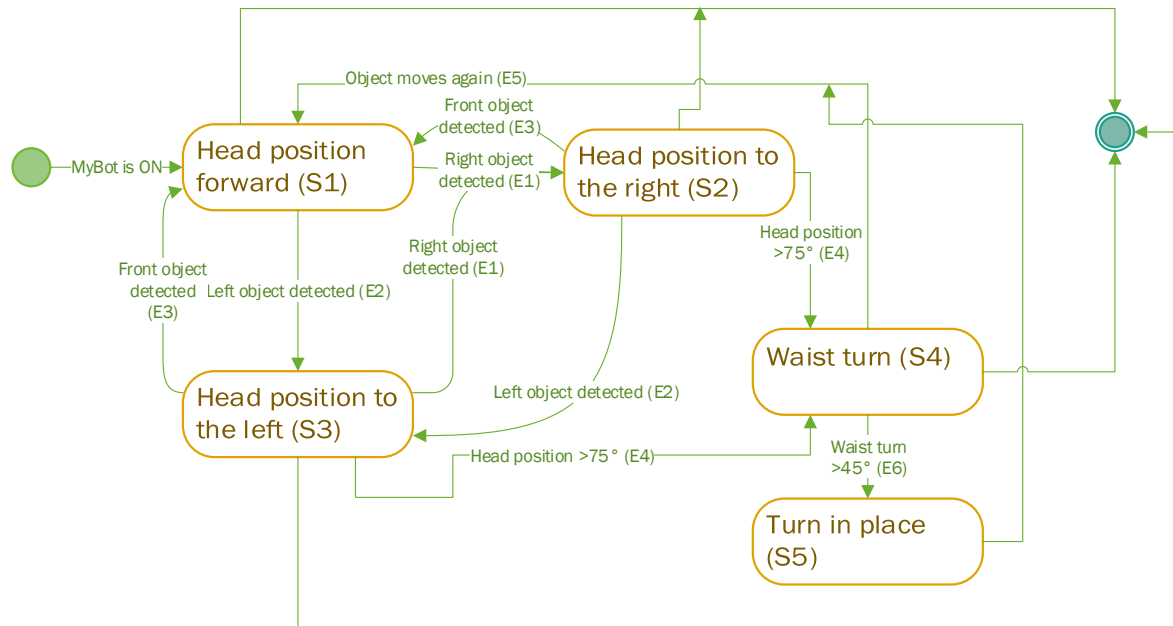 Object moves again (E5)
Front object
detected (E3)
Head position
forward (S1)
MyBot is ON
Right object
detected (E1)
Head position to
the right (S2)
Head position
>75° (E4)
Right object
detected (E1)
Front object
detected
(E3)
Left object detected (E2)
Waist turn (S4)
Head position to
the left (S3)
Left object detected (E2)
Head position >75° (E4)
Waist turn
>45° (E6)
Turn in place
(S5)